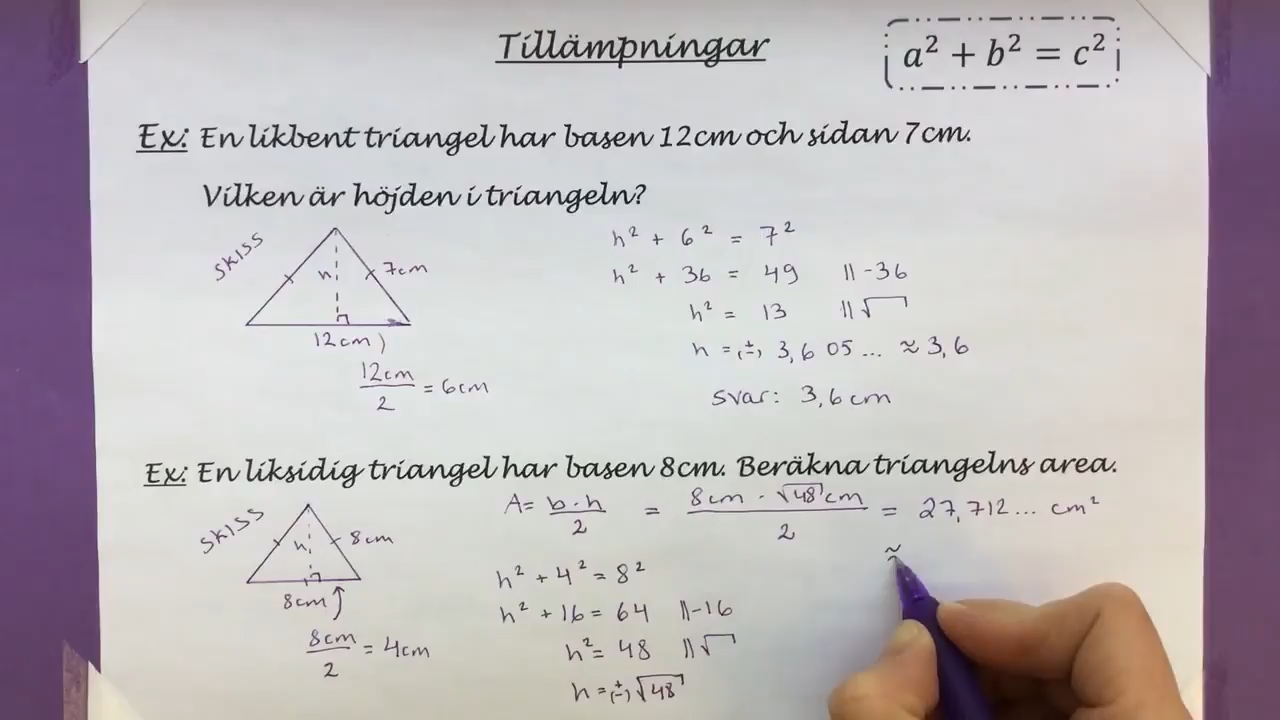 Tillämpningar
a² + b² = c²
Ex: En likbent triangel har basen 12cm och sidan 7cm.
Vilken är höjden i triangeln?
SKISS
h
7cm
12cm
12cm/2 = 6cm
h² + 6² = 7²
h² + 36 = 49 || -36
h² = 13 || √
h = (±) 3,605... ≈ 3,6
svar: 3,6cm
Ex: En liksidig triangel har basen 8cm. Beräkna triangelns area.
SKISS
h
8cm
8cm
8cm/2 = 4cm
A = b·h/2 = 8cm · √48 cm/2 = 27,712... cm²
≈
h² + 4² = 8²
h² + 16 = 64 || -16
h² = 48 || √
h = (±) √48